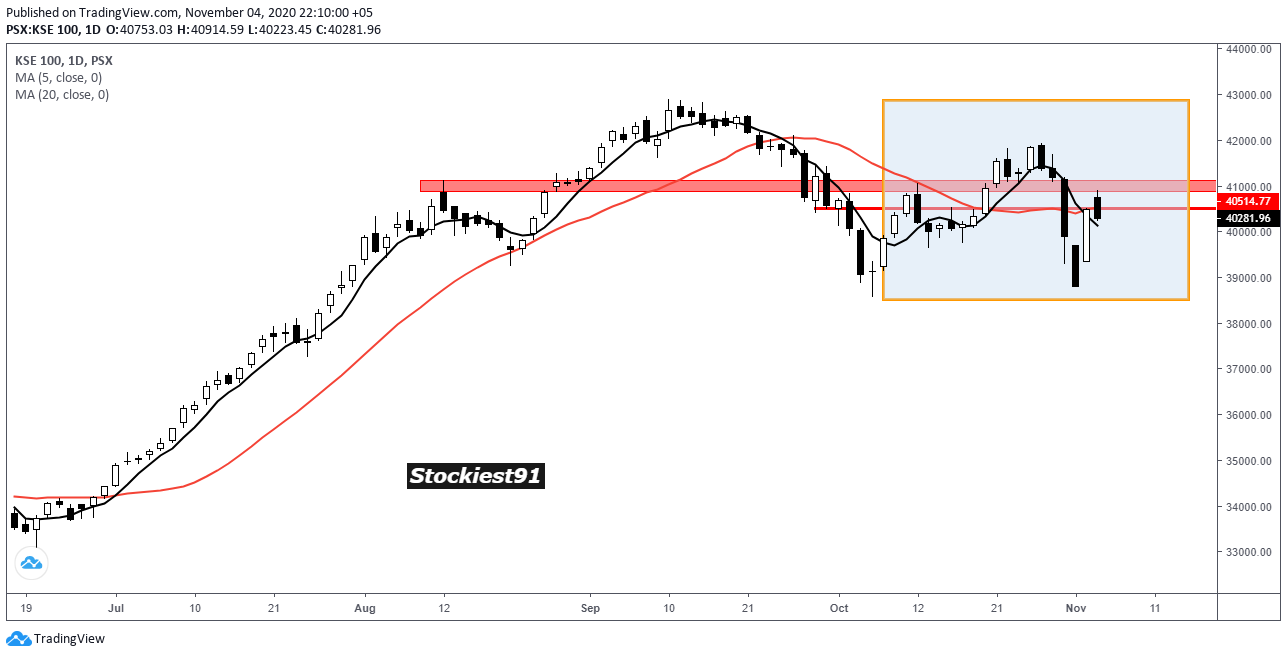 Published on TradingView.com, November 04, 2020 22:10:00 +05
PSX:KSE 100, 1D O:40753.03 H:40914.59 L:40223.45 C:40281.96
KSE 100, 1D, PSX
MA (5, close, 0)
MA (20, close, 0)
44000.00
43000.00
42000.00
41000.00
40514.77
40281.96
40000.00
39000.00
38000.00
37000.00
36000.00
35000.00
34000.00
33000.00
Stockiest91
19 Jul 10 21 Aug 12 Sep 10 21 Oct 12 21 Nov 11
TradingView